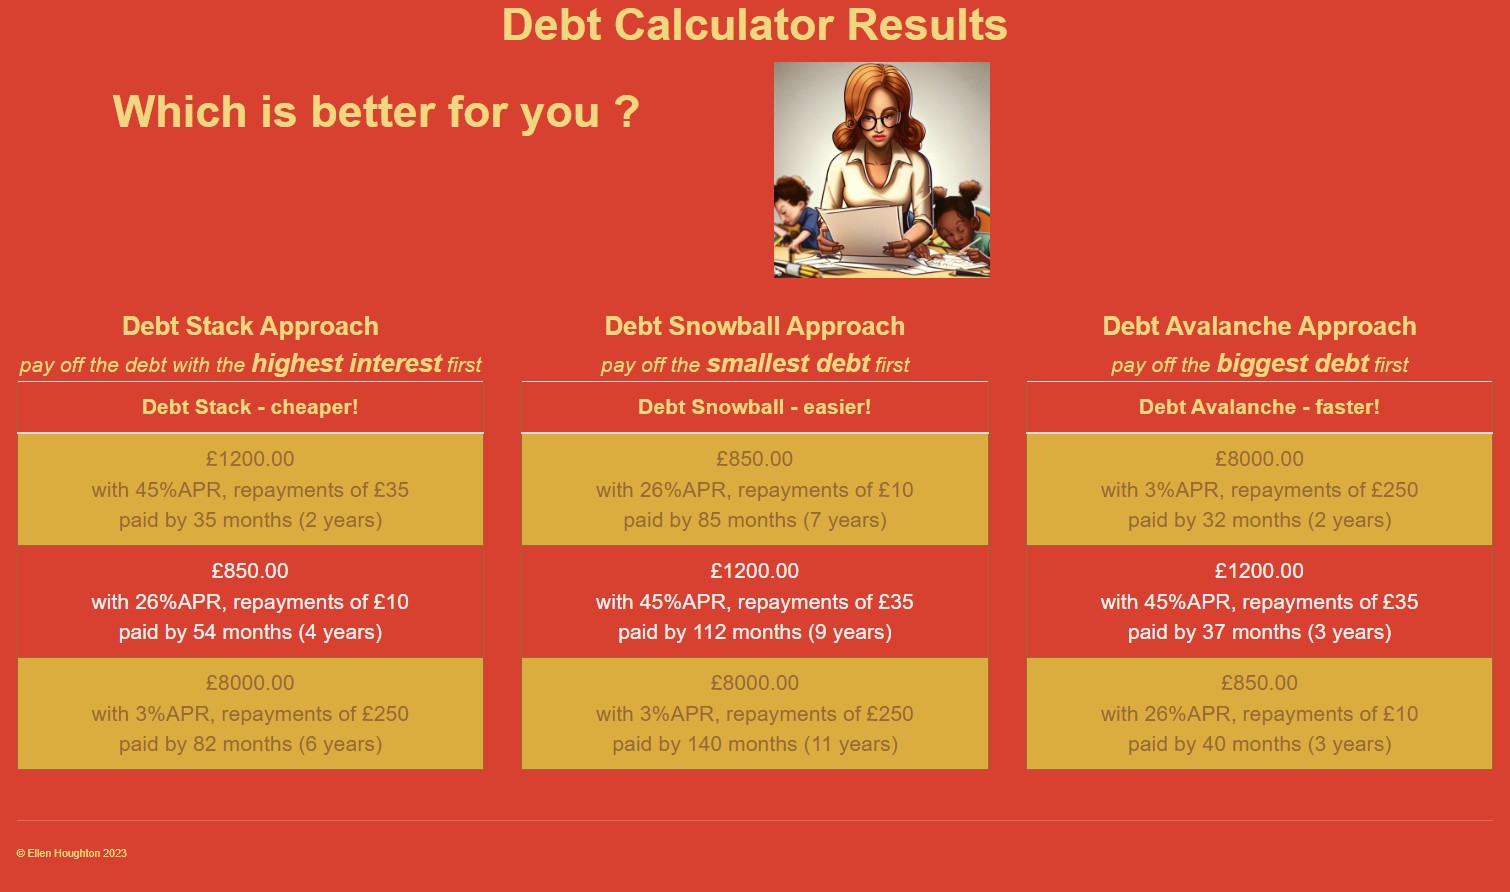 Debt Calculator Results
Which is better for you ?
Debt Stack Approach
pay off the debt with the highest interest first
Debt Stack - cheaper!
£1200.00
with 45%APR, repayments of £35
paid by 35 months (2 years)
£850.00
with 26%APR, repayments of £10
paid by 54 months (4 years)
£8000.00
with 3%APR, repayments of £250
paid by 82 months (6 years)
Debt Snowball Approach
pay off the smallest debt first
Debt Snowball - easier!
£850.00
with 26%APR, repayments of £10
paid by 85 months (7 years)
£1200.00
with 45%APR, repayments of £35
paid by 112 months (9 years)
£8000.00
with 3%APR, repayments of £250
paid by 140 months (11 years)
Debt Avalanche Approach
pay off the biggest debt first
Debt Avalanche - faster!
£8000.00
with 3%APR, repayments of £250
paid by 32 months (2 years)
£1200.00
with 45%APR, repayments of £35
paid by 37 months (3 years)
£850.00
with 26%APR, repayments of £10
paid by 40 months (3 years)
© Ellen Houghton 2023